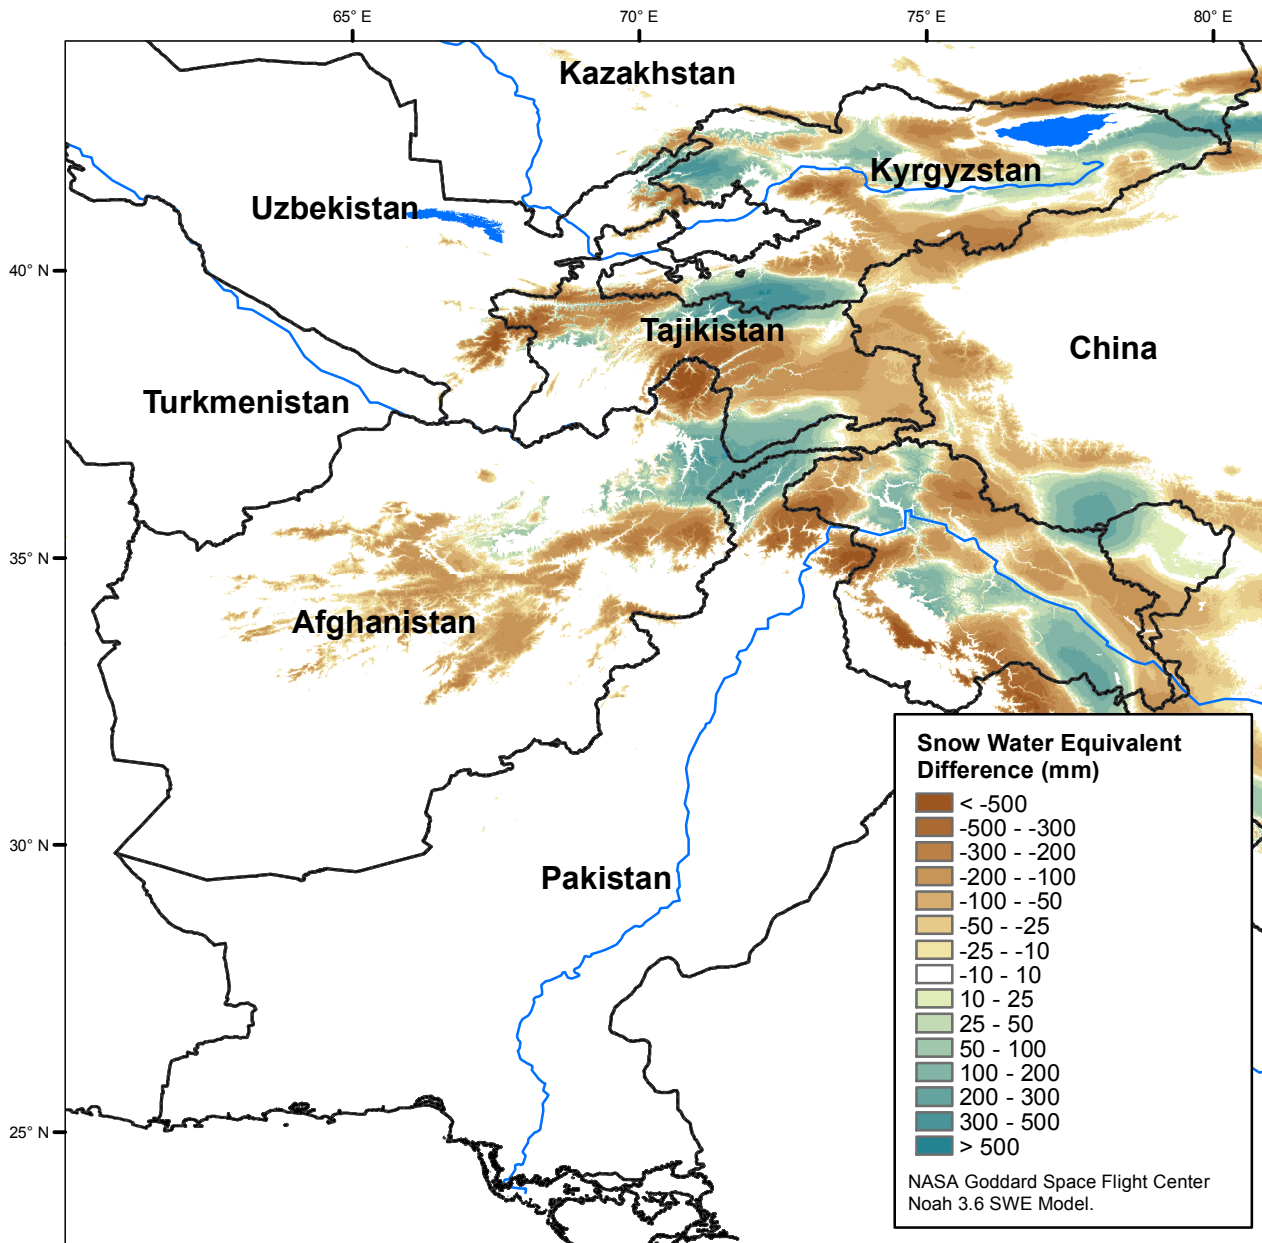 65° E
70° E
75° E
80° E
Kazakhstan
Kyrgyzstan
Uzbekistan
40° N
Tajikistan
China
Turkmenistan
35° N
Afghanistan
Snow Water Equivalent
Difference (mm)
< -500
-500 - -300
-300 - -200
-200 - -100
-100 - -50
-50 - -25
-25 - -10
-10 - 10
10 - 25
25 - 50
50 - 100
100 - 200
200 - 300
300 - 500
> 500
30° N
Pakistan
25° N
NASA Goddard Space Flight Center
Noah 3.6 SWE Model.